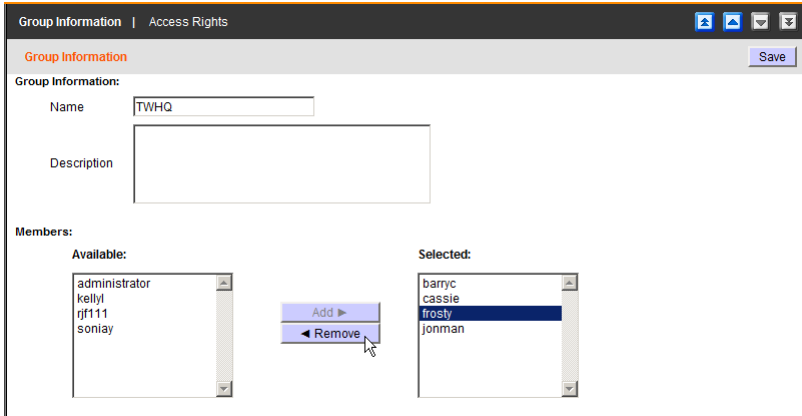 Group Information | Access Rights
Group Information
Save
Group Information:
Name
TWHQ
Description
Members:
Available:
Selected:
administrator
kellyl
rjf111
soniay
Add ►
◄ Remove
barryc
cassie
frosty
jonman